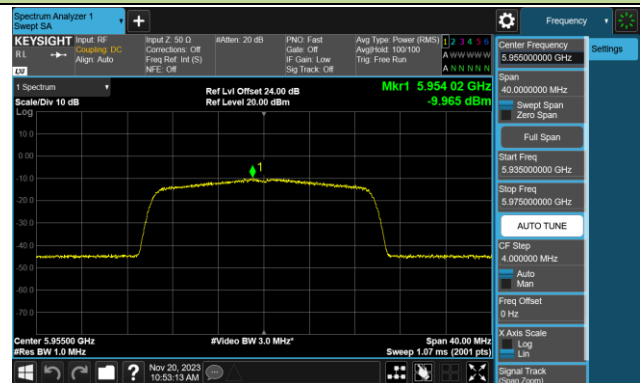 Spectrum Analyzer 1
Swept SA
Frequency
KEYSIGHT
RL
LXI
Input: RF
Coupling: DC
Align: Auto
Input Z: 50 Ω
Corrections: Off
Freq Ref: Int (S)
NFE: Off
#Atten: 20 dB
PNO: Fast
Gate: Off
IF Gain: Low
Sig Track: Off
Avg Type: Power (RMS)
Avg|Hold: 100/100
Trig: Free Run
1 2 3 4 5 6
A W W W W W
A N N N N N
1 Spectrum
Scale/Div 10 dB
Log
Ref Lvl Offset 24.00 dB
Ref Level 20.00 dBm
Mkr1 5.954 02 GHz
-9.965 dBm
10.0
0.00
-10.0
-20.0
-30.0
-40.0
-50.0
-60.0
-70.0
1
Center 5.95500 GHz
#Res BW 1.0 MHz
#Video BW 3.0 MHz*
Span 40.00 MHz
Sweep 1.07 ms (2001 pts)
Nov 20, 2023
10:53:13 AM
Center Frequency
5.955000000 GHz
Settings
Span
40.0000000 MHz
Swept Span
Zero Span
Full Span
Start Freq
5.935000000 GHz
Stop Freq
5.975000000 GHz
AUTO TUNE
CF Step
4.000000 MHz
Auto
Man
Freq Offset
0 Hz
X Axis Scale
Log
Lin
Signal Track
(Span Zoom)